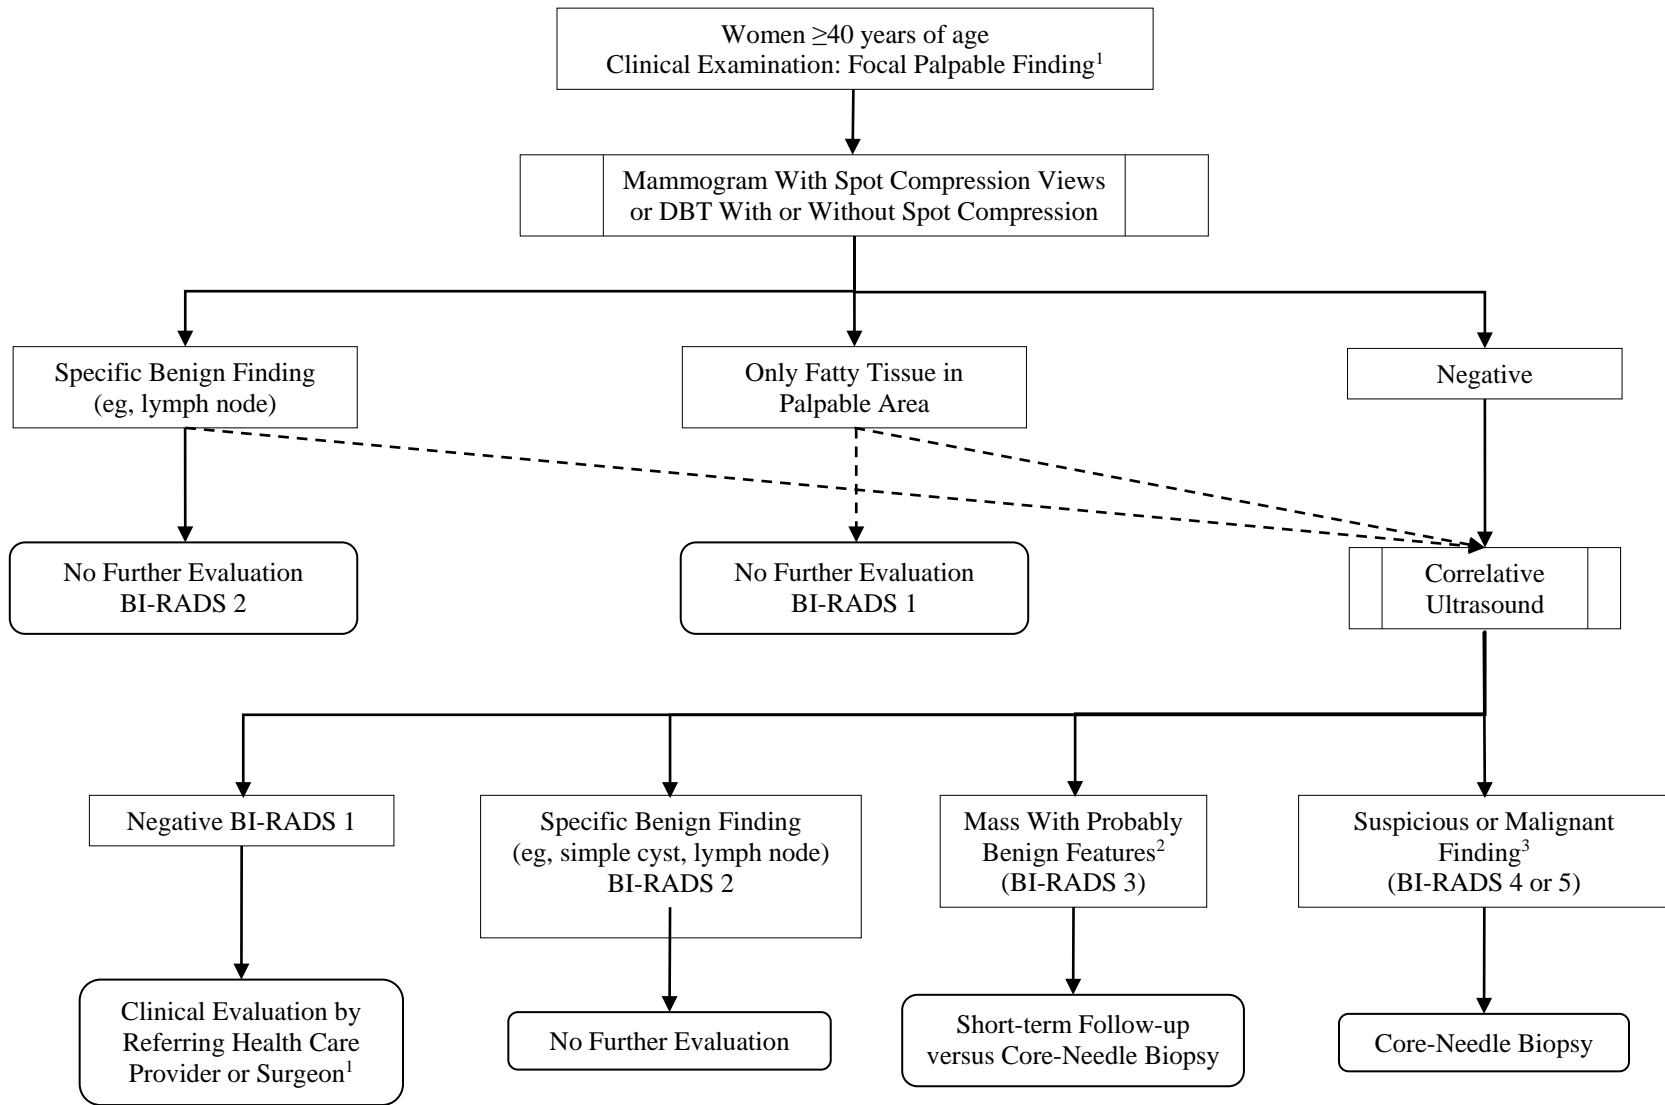 Women ≥40 years of age
Clinical Examination: Focal Palpable Finding1
Mammogram With Spot Compression Views
or DBT With or Without Spot Compression
Specific Benign Finding
(eg, lymph node)
Only Fatty Tissue in
Palpable Area
Negative
No Further Evaluation
BI-RADS 2
No Further Evaluation
BI-RADS 1
Correlative
Ultrasound
Negative BI-RADS 1
Specific Benign Finding
(eg, simple cyst, lymph node)
BI-RADS 2
Mass With Probably
Benign Features2
(BI-RADS 3)
Suspicious or Malignant
Finding3
(BI-RADS 4 or 5)
Clinical Evaluation by
Referring Health Care
Provider or Surgeon1
No Further Evaluation
Short-term Follow-up
versus Core-Needle Biopsy
Core-Needle Biopsy